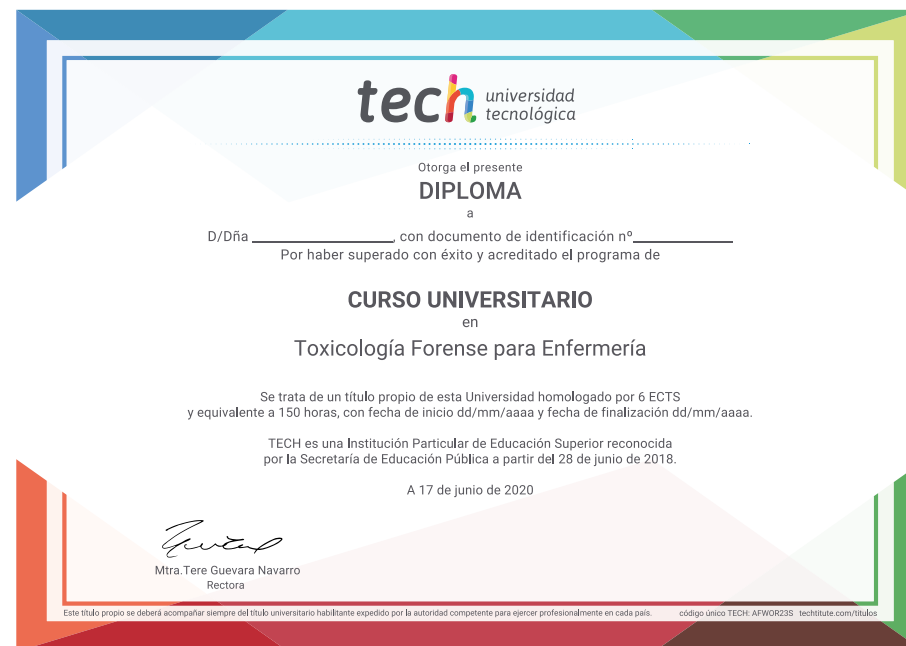 tech universidad
tecnológica
Otorga el presente
DIPLOMA
a
D/Dña ______________, con documento de identificación nº__________
Por haber superado con éxito y acreditado el programa de
CURSO UNIVERSITARIO
en
Toxicología Forense para Enfermería
Se trata de un título propio de esta Universidad homologado por 6 ECTS
y equivalente a 150 horas, con fecha de inicio dd/mm/aaaa y fecha de finalización dd/mm/aaaa.
TECH es una Institución Particular de Educación Superior reconocida
por la Secretaría de Educación Pública a partir del 28 de junio de 2018.
A 17 de junio de 2020
Mtra.Tere Guevara Navarro
Rectora
Este título propio se deberá acompañar siempre del título universitario habilitante expedido por la autoridad competente para ejercer profesionalmente en cada país. código único TECH: AFWOR23S techtitute.com/titulos